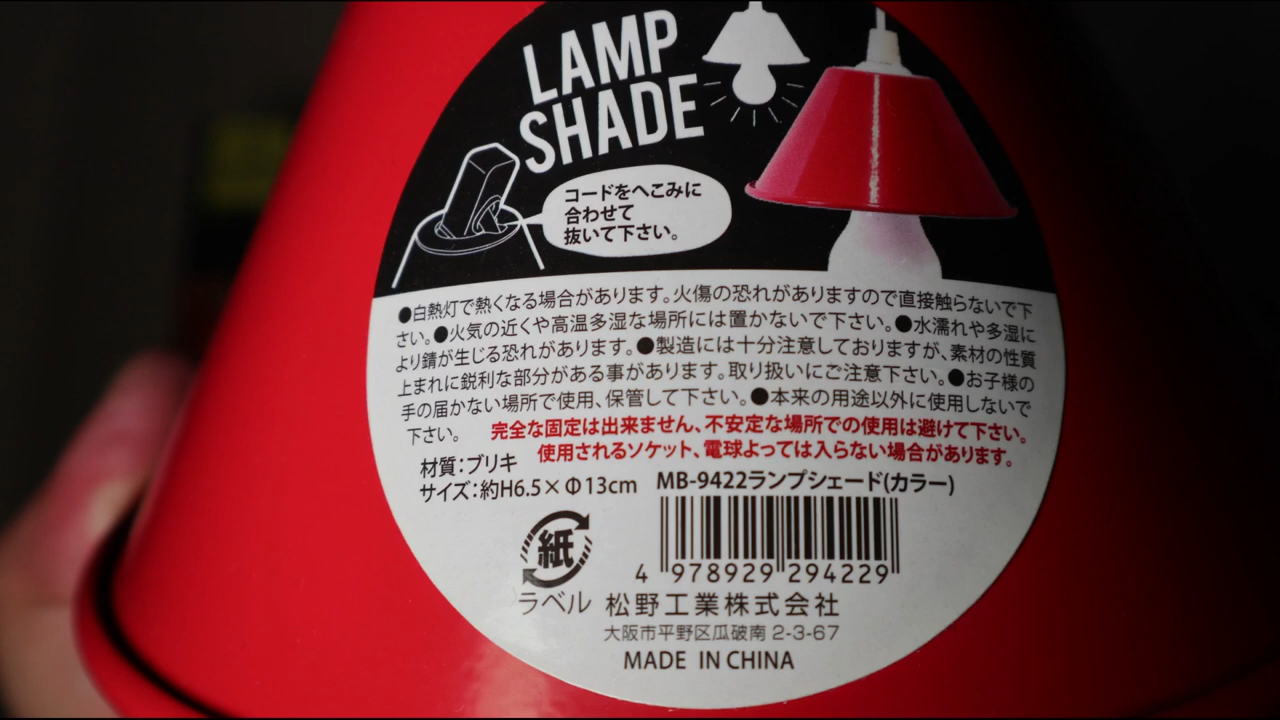 LAMP
SHADE
コードをへこみに
合わせて
抜いて下さい。
●白熱灯で熱くなる場合があります。火傷の恐れがありますので直接触らないで下
さい。●火気の近くや高温多湿な場所には置かないで下さい。●水濡れや多湿に
より錆が生じる恐れがあります。●製造には十分注意しておりますが、素材の性質
上まれに鋭利な部分がある事があります。取り扱いにご注意下さい。●お子様の
手の届かない場所で使用、保管して下さい。●本来の用途以外に使用しないで
下さい。
完全な固定は出来ません、不安定な場所での使用は避けて下さい。
使用されるソケット、電球よっては入らない場合があります。
材質:ブリキ
サイズ:約H6.5×Φ13cm
MB-9422ランプシェード(カラー)
4 978929 294229
紙
ラベル
松野工業株式会社
大阪市平野区瓜破南 2-3-67
MADE IN CHINA